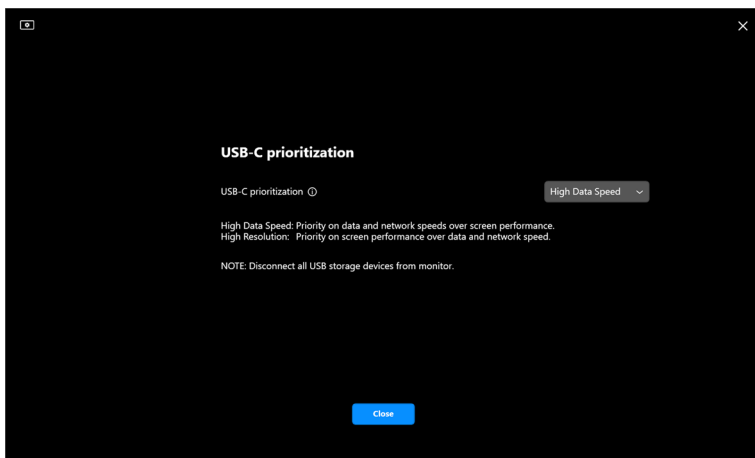 USB-C prioritization
USB-C prioritization
High Data Speed
High Data Speed: Priority on data and network speeds over screen performance.
High Resolution: Priority on screen performance over data and network speed.
NOTE: Disconnect all USB storage devices from monitor.
Close